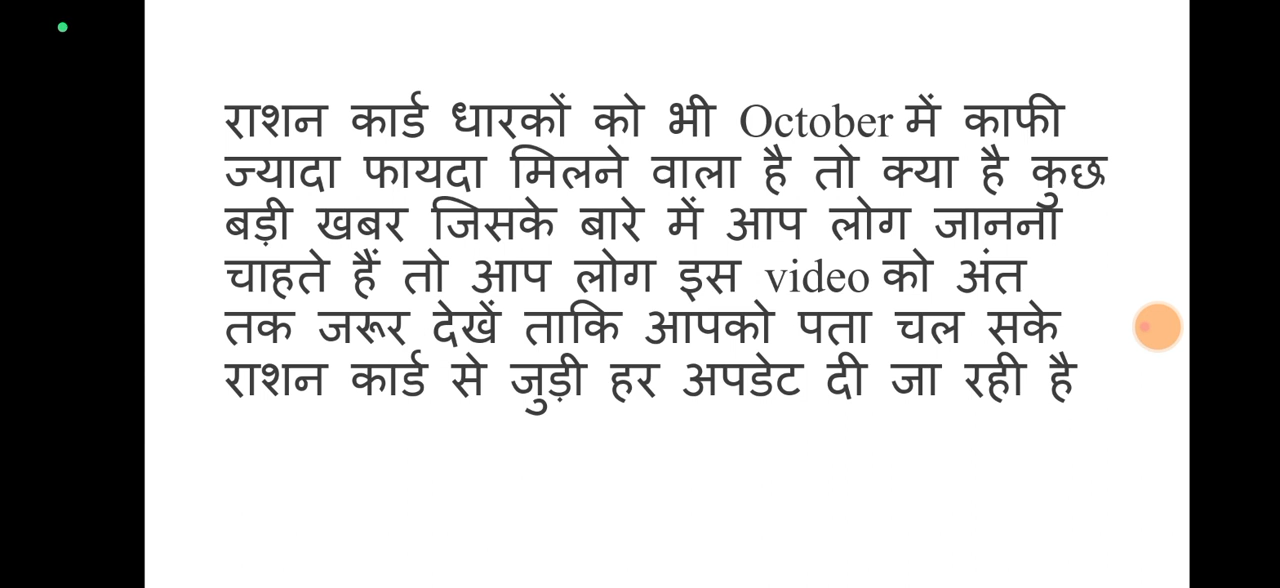 राशन कार्ड धारकों को भी October में काफी
ज्यादा फायदा मिलने वाला है तो क्या है कुछ
बड़ी खबर जिसके बारे में आप लोग जानना
चाहते हैं तो आप लोग इस video को अंत
तक जरूर देखें ताकि आपको पता चल सके
राशन कार्ड से जुड़ी हर अपडेट दी जा रही है